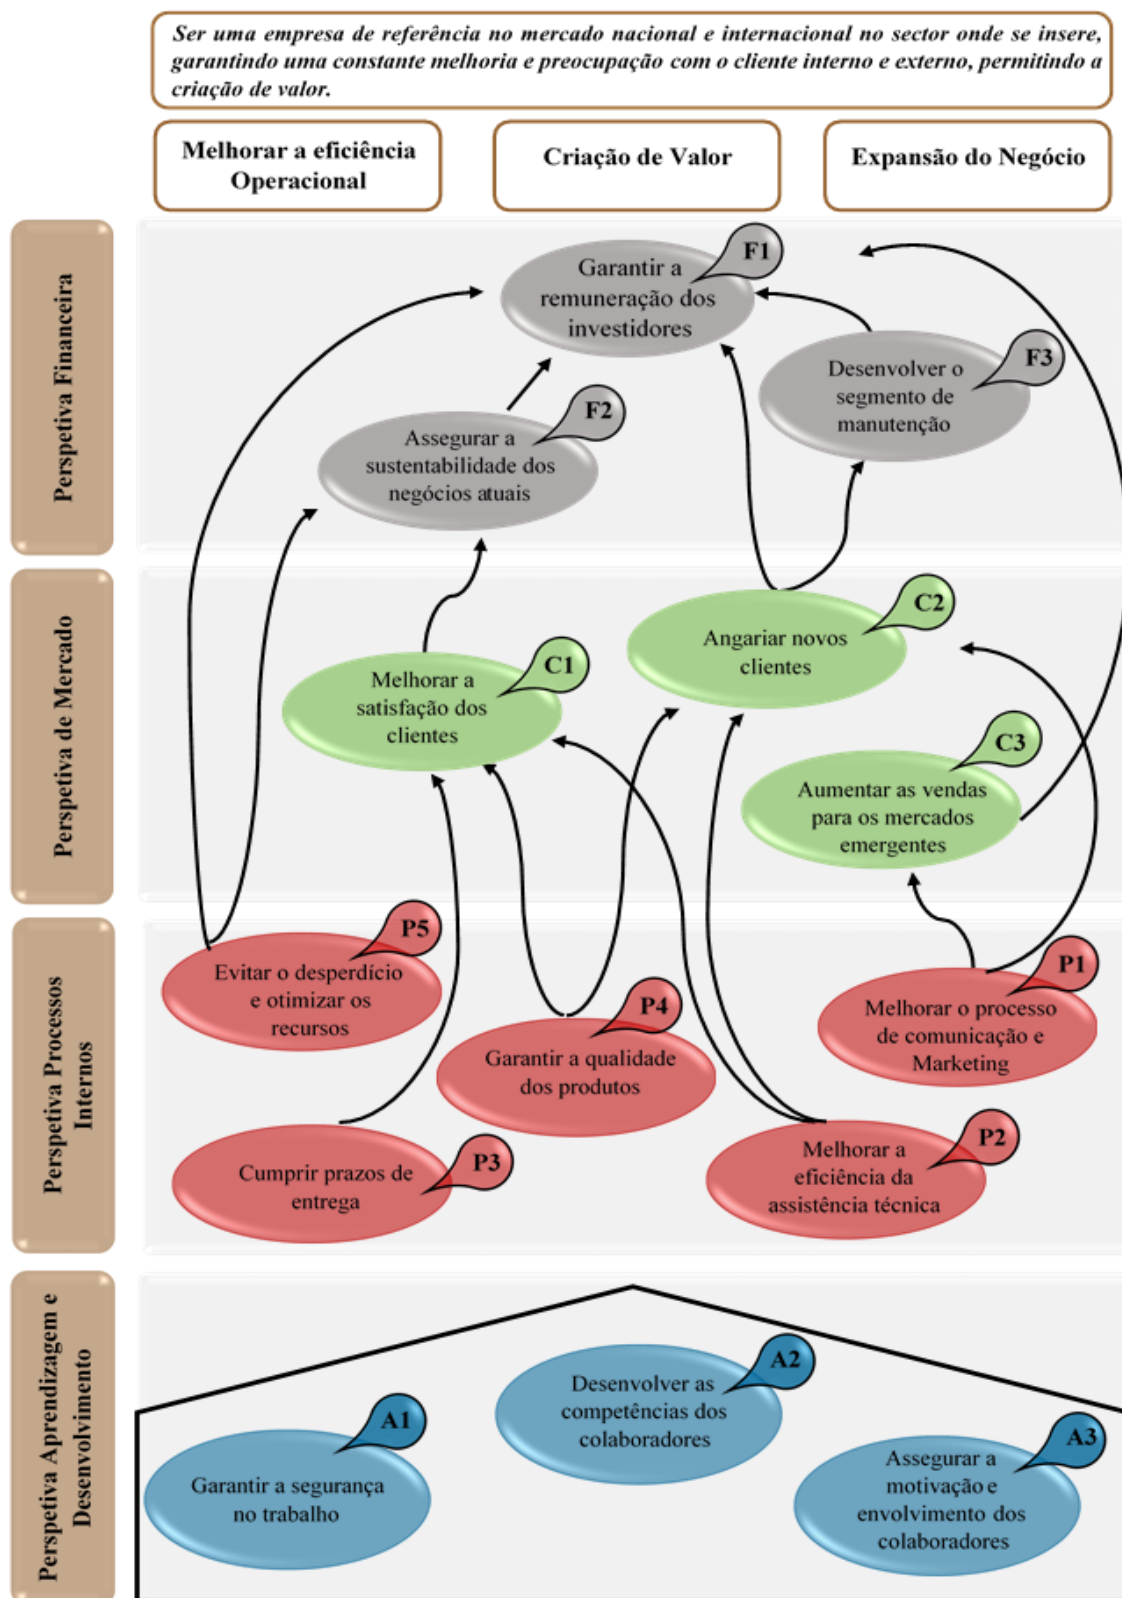 Ser uma empresa de referência no mercado nacional e internacional no sector onde se insere,
garantindo uma constante melhoria e preocupação com o cliente interno e externo, permitindo a
criação de valor.
Melhorar a eficiência
Operacional
Criação de Valor
Expansão do Negócio
Perspetiva Financeira
F1
Garantir a
remuneração dos
investidores
F3
Desenvolver o
segmento de
manutenção
F2
Assegurar a
sustentabilidade dos
negócios atuais
Perspetiva de Mercado
C2
Angariar novos
clientes
C1
Melhorar a
satisfação dos
clientes
C3
Aumentar as vendas
para os mercados
emergentes
Perspetiva Processos
Internos
P5
Evitar o desperdício
e otimizar os
recursos
P1
Melhorar o processo
de comunicação e
Marketing
P4
Garantir a qualidade
dos produtos
P3
Cumprir prazos de
entrega
P2
Melhorar a
eficiência da
assistência técnica
Perspetiva Aprendizagem e
Desenvolvimento
A2
Desenvolver as
competências dos
colaboradores
A1
Garantir a segurança
no trabalho
A3
Assegurar a
motivação e
envolvimento dos
colaboradores